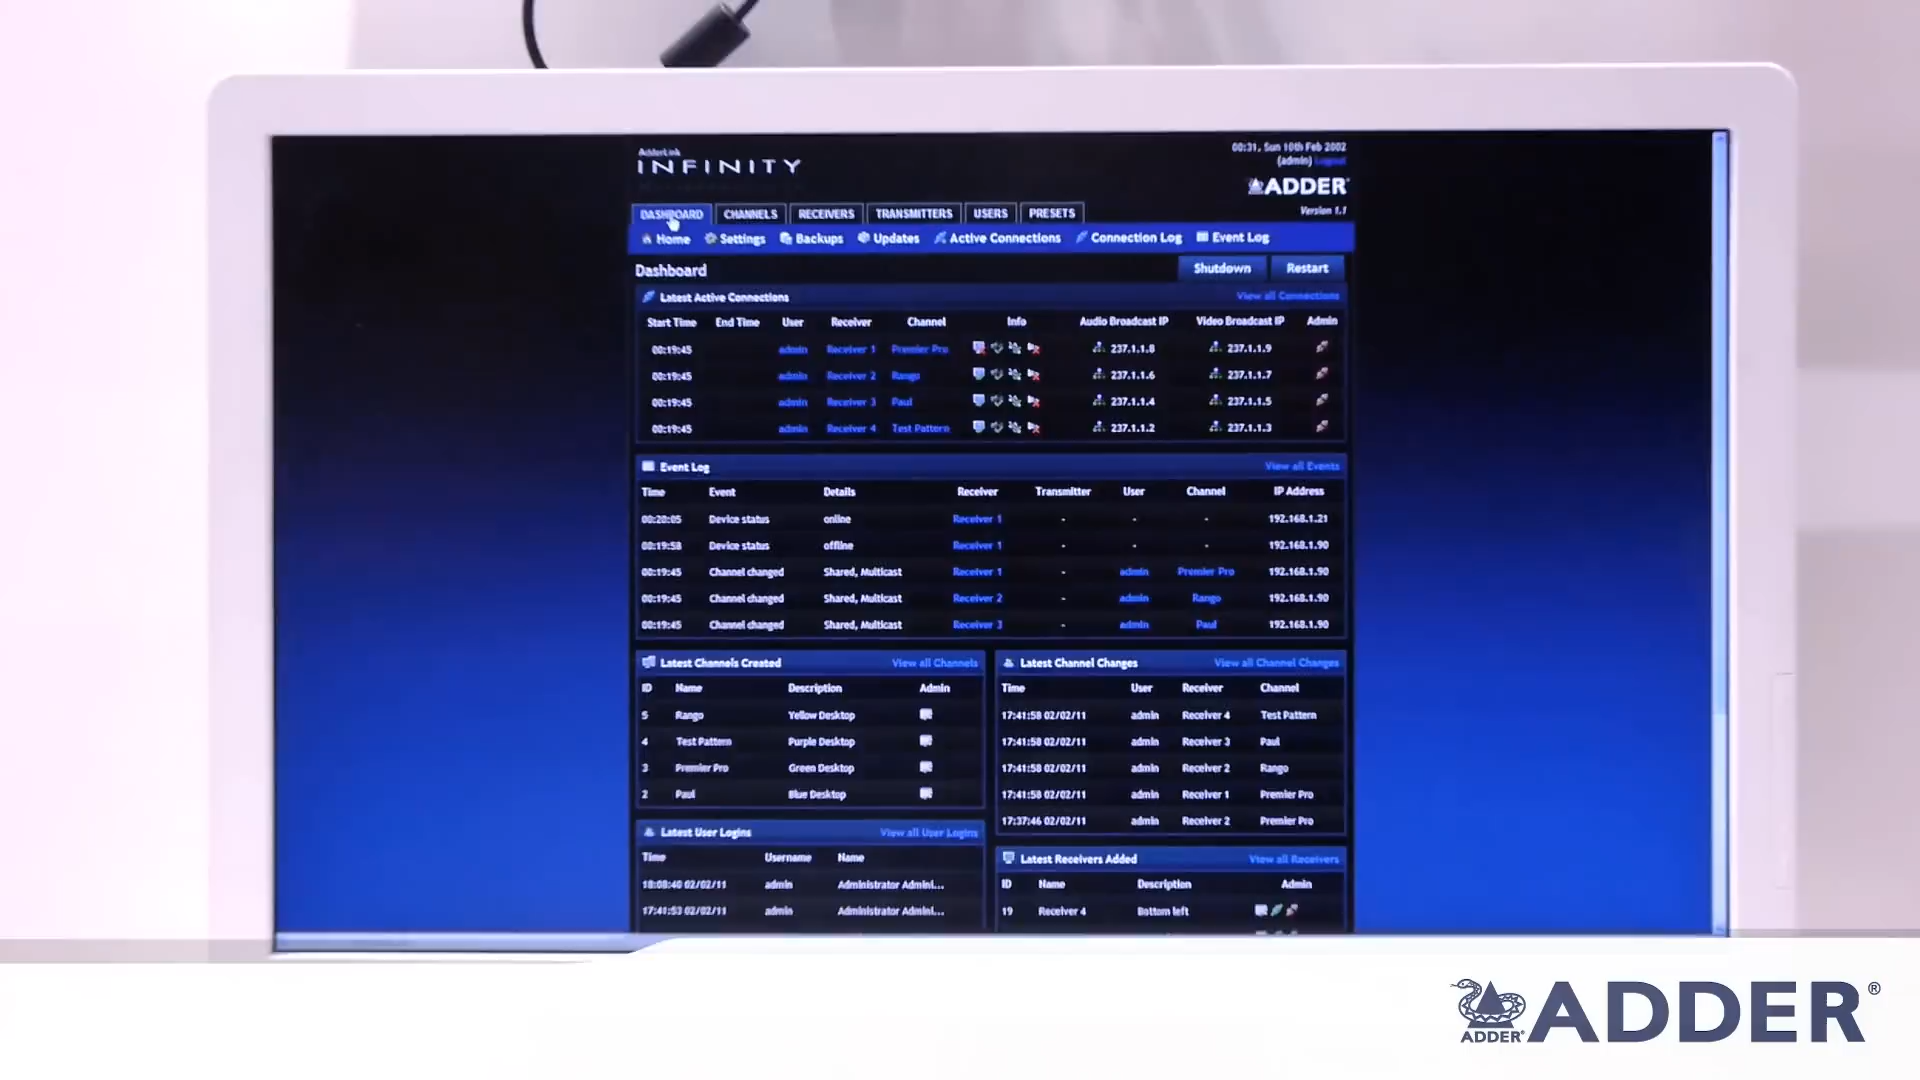 AdderLink
INFINITY
00:31, Sun 10th Feb 2002
(admin) Logout
ADDER
Version 1.1
DASHBOARD CHANNELS RECEIVERS TRANSMITTERS USERS PRESETS
Home Settings Backups Updates Active Connections Connection Log Event Log
Dashboard Shutdown Restart
Latest Active Connections View all Connections
Start Time End Time User Receiver Channel Info Audio Broadcast IP Video Broadcast IP Admin
00:19:45 admin Receiver 1 Premier Pro 237.1.1.8 237.1.1.9
00:19:45 admin Receiver 2 Rango 237.1.1.6 237.1.1.7
00:19:45 admin Receiver 3 Paul 237.1.1.4 237.1.1.5
00:19:45 admin Receiver 4 Test Pattern 237.1.1.2 237.1.1.3
Event Log View all Events
Time Event Details Receiver Transmitter User Channel IP Address
00:20:05 Device status online Receiver 1 - - - 192.168.1.21
00:19:58 Device status offline Receiver 1 - - - 192.168.1.90
00:19:45 Channel changed Shared, Multicast Receiver 1 - admin Premier Pro 192.168.1.90
00:19:45 Channel changed Shared, Multicast Receiver 2 - admin Rango 192.168.1.90
00:19:45 Channel changed Shared, Multicast Receiver 3 - admin Paul 192.168.1.90
Latest Channels Created View all Channels
ID Name Description Admin
5 Rango Yellow Desktop
4 Test Pattern Purple Desktop
3 Premier Pro Green Desktop
2 Paul Blue Desktop
Latest Channel Changes View all Channel Changes
Time User Receiver Channel
17:41:58 02/02/11 admin Receiver 4 Test Pattern
17:41:58 02/02/11 admin Receiver 3 Paul
17:41:58 02/02/11 admin Receiver 2 Rango
17:41:58 02/02/11 admin Receiver 1 Premier Pro
17:37:46 02/02/11 admin Receiver 2 Premier Pro
Latest User Logins View all User Logins
Time Username Name
18:08:40 02/02/11 admin Administrator Admini...
17:41:53 02/02/11 admin Administrator Admini...
Latest Receivers Added View all Receivers
ID Name Description Admin
19 Receiver 4 Bottom left
ADDER® ADDER®